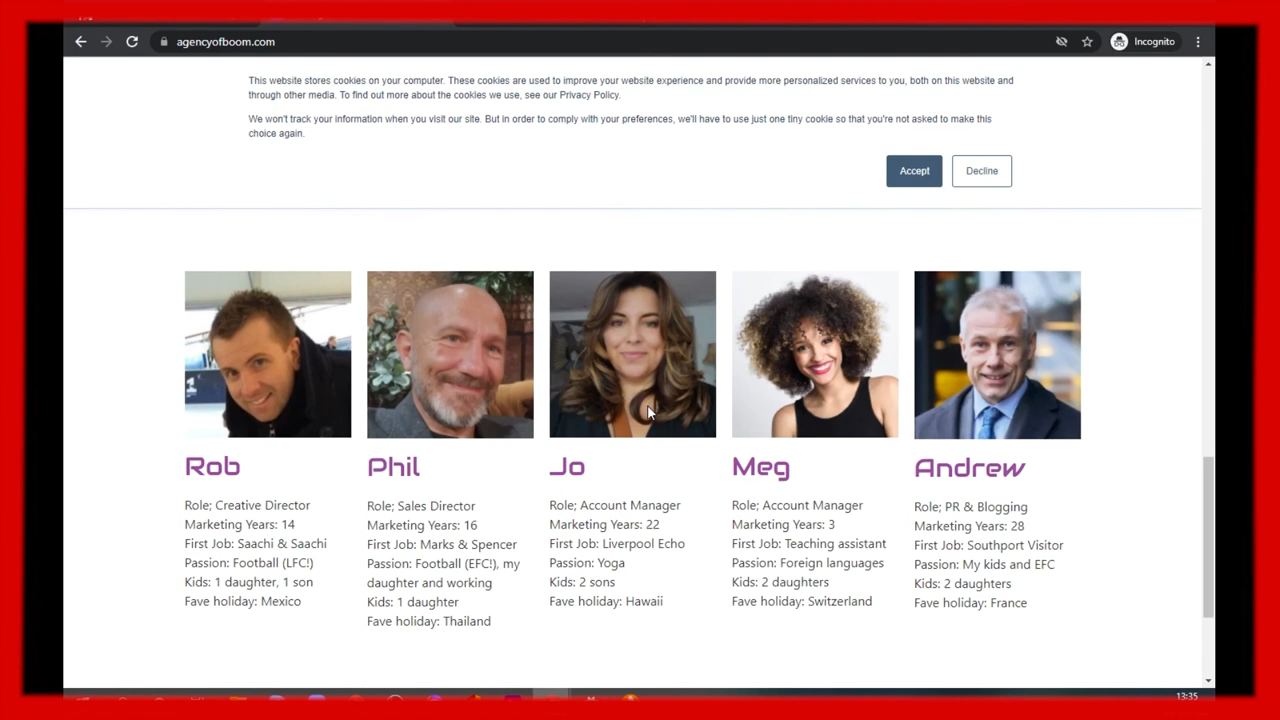 agencyofboom.com
Incognito
This website stores cookies on your computer. These cookies are used to improve your website experience and provide more personalized services to you, both on this website and
through other media. To find out more about the cookies we use, see our Privacy Policy.
We won't track your information when you visit our site. But in order to comply with your preferences, we'll have to use just one tiny cookie so that you're not asked to make this
choice again.
Accept
Decline
Rob
Role; Creative Director
Marketing Years: 14
First Job: Saachi & Saachi
Passion: Football (LFC!)
Kids: 1 daughter, 1 son
Fave holiday: Mexico
Phil
Role; Sales Director
Marketing Years: 16
First Job: Marks & Spencer
Passion: Football (EFC!), my
daughter and working
Kids: 1 daughter
Fave holiday: Thailand
Jo
Role; Account Manager
Marketing Years: 22
First Job: Liverpool Echo
Passion: Yoga
Kids: 2 sons
Fave holiday: Hawaii
Meg
Role; Account Manager
Marketing Years: 3
First Job: Teaching assistant
Passion: Foreign languages
Kids: 2 daughters
Fave holiday: Switzerland
Andrew
Role; PR & Blogging
Marketing Years: 28
First Job: Southport Visitor
Passion: My kids and EFC
Kids: 2 daughters
Fave holiday: France
13:35